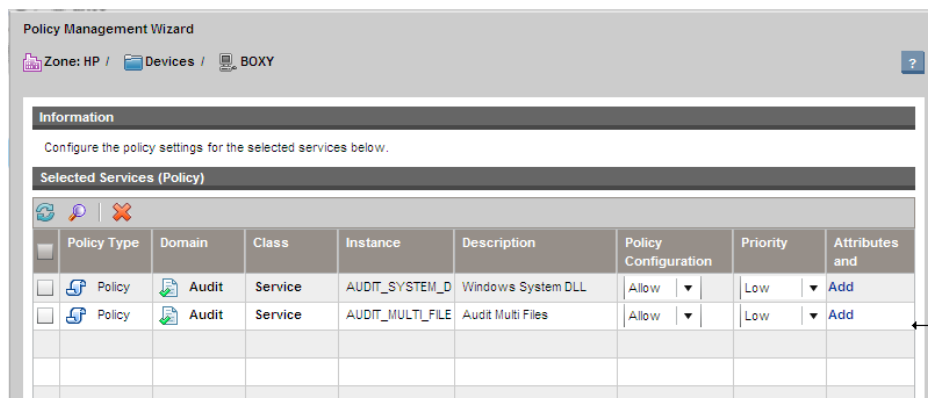 Policy Management Wizard
Zone: HP / Devices / BOXY
?
Information
Configure the policy settings for the selected services below.
Selected Services (Policy)
Policy Type Domain Class Instance Description Policy Configuration Priority Attributes and
Policy Audit Service AUDIT_SYSTEM_D Windows System DLL Allow Low Add
Policy Audit Service AUDIT_MULTI_FILE Audit Multi Files Allow Low Add